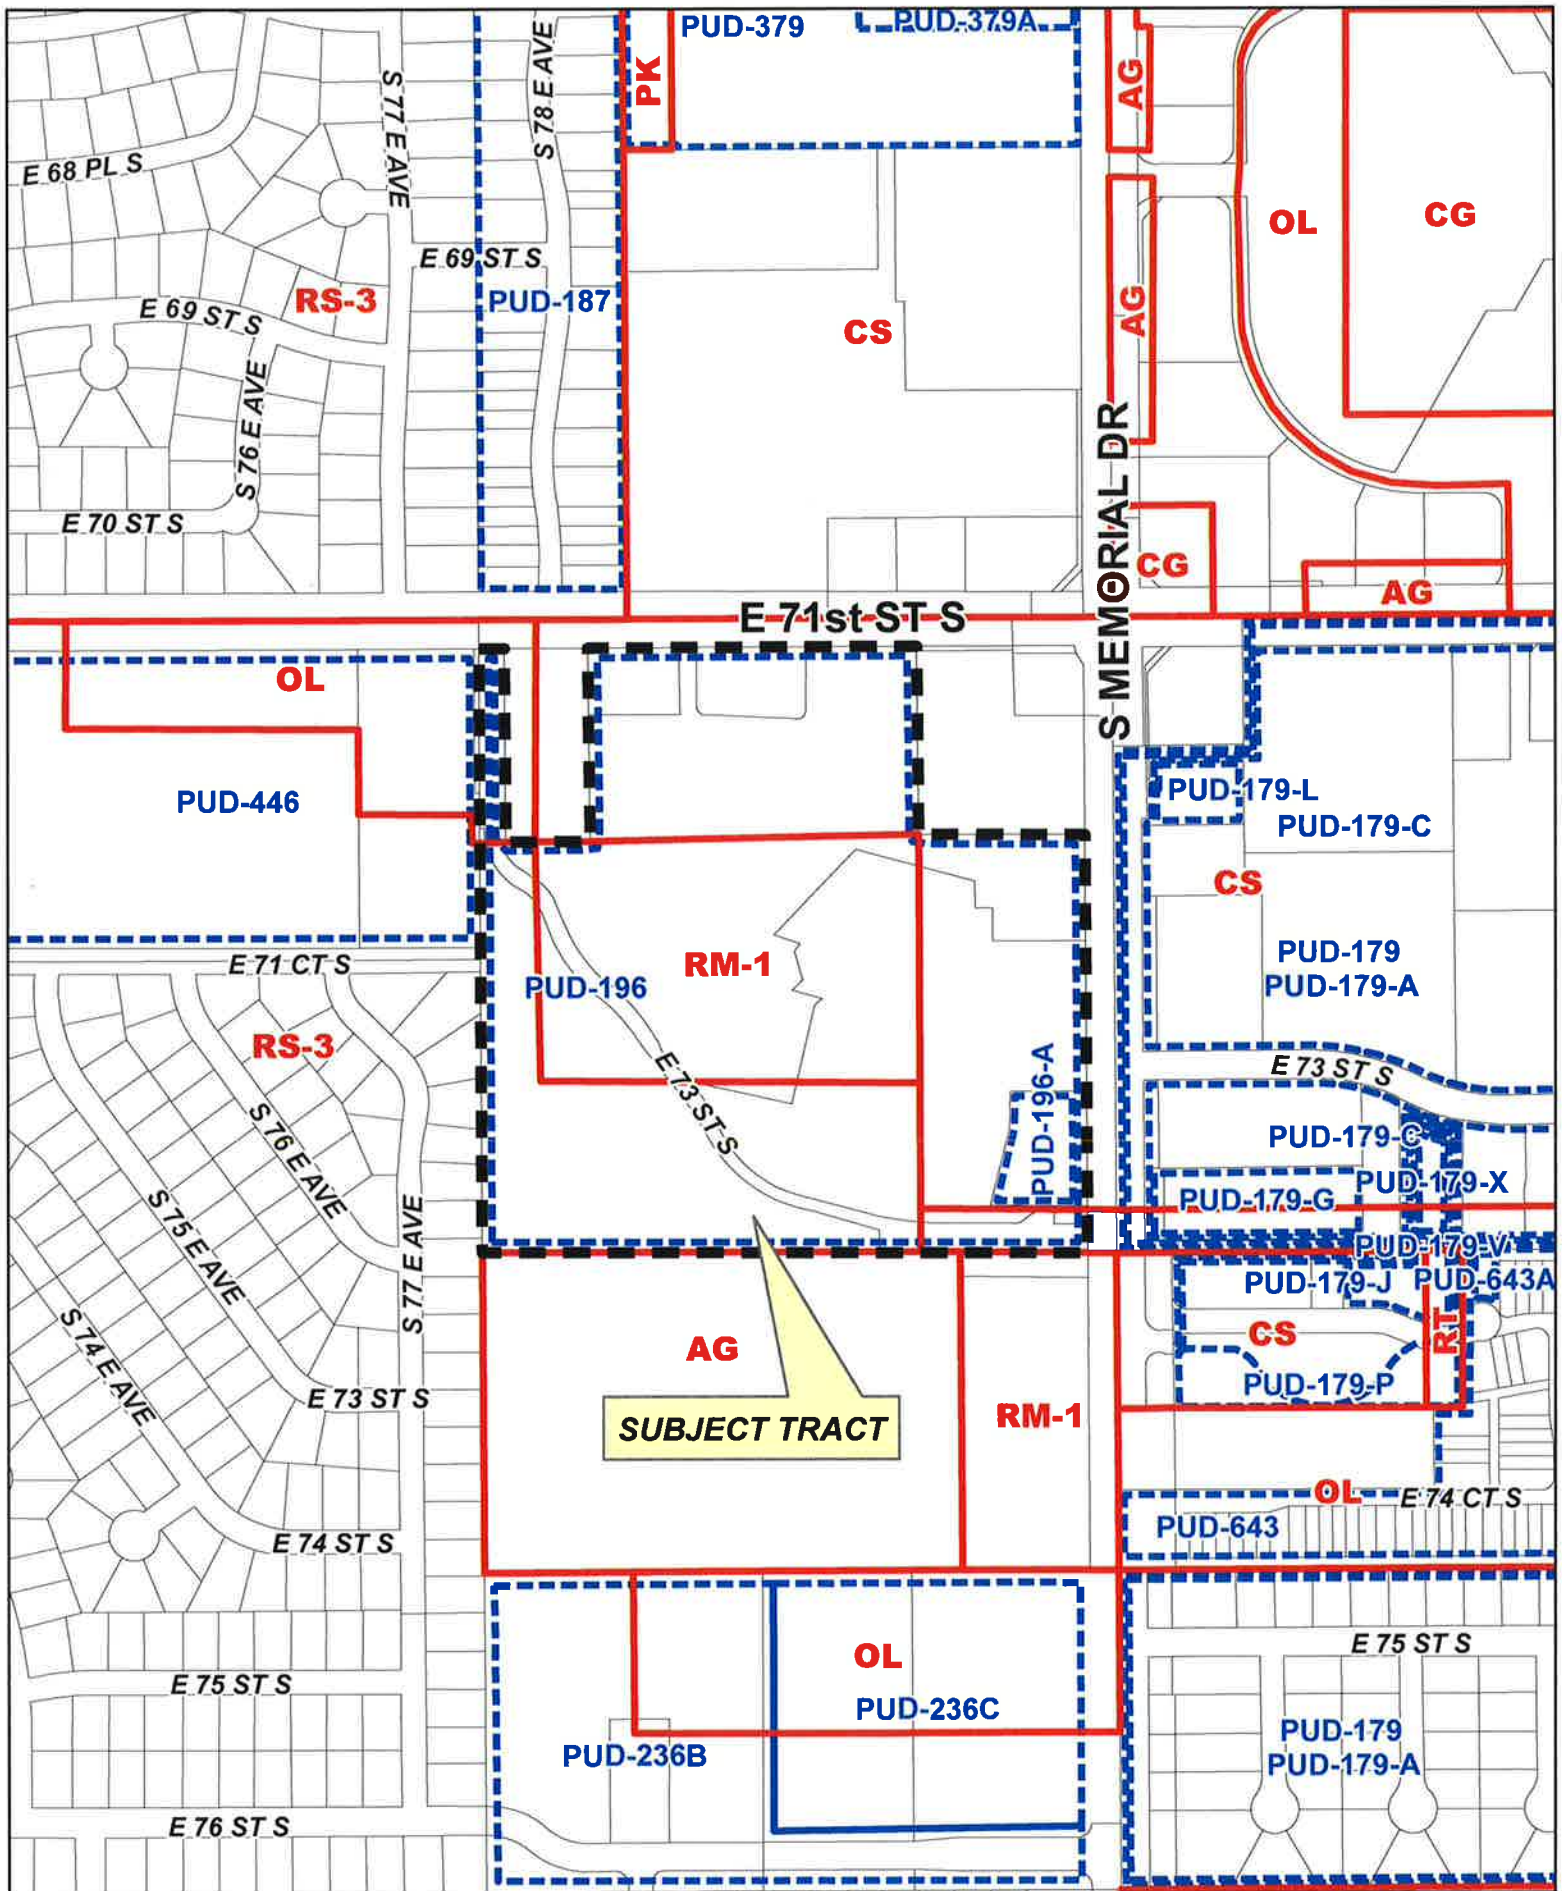 PUD-379
PUD-379A
PK
AG
S 77 E AVE
S 78 E AVE
E 68 PL S
OL
CG
E 69 ST S
RS-3
PUD-187
E 69 ST S
CS
AG
S 76 E AVE
S MEMORIAL DR
E 70 ST S
CG
AG
E 71st ST S
OL
PUD-446
PUD-179-L
PUD-179-C
CS
E 71 CT S
PUD-196
RM-1
PUD-179
PUD-179-A
RS-3
E 73 ST S
E 73 ST S
PUD-196-A
S 76 E AVE
PUD-179-C
PUD-179-X
PUD-179-G
S 75 E AVE
S 77 E AVE
PUD-179-V
PUD-179-J
PUD-643A
CS
RT
AG
S 74 E AVE
PUD-179-P
E 73 ST S
SUBJECT TRACT
RM-1
OL
E 74 CT S
PUD-643
E 74 ST S
E 75 ST S
OL
E 75 ST S
PUD-236C
PUD-236B
PUD-179
PUD-179-A
E 76 ST S